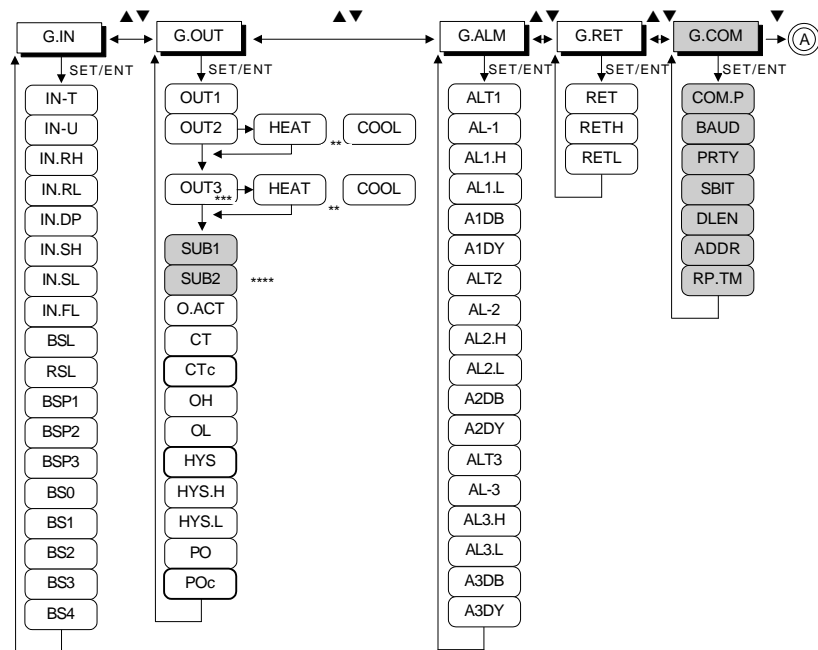 ▲▼ ▲▼ ▲▼ ▲▼ ▼
G.IN G.OUT G.ALM G.RET G.COM A
SET/ENT SET/ENT SET/ENT SET/ENT SET/ENT
IN-T
IN-U
IN.RH
IN.RL
IN.DP
IN.SH
IN.SL
IN.FL
BSL
RSL
BSP1
BSP2
BSP3
BS0
BS1
BS2
BS3
BS4
OUT1
OUT2 HEAT COOL
**
OUT3 HEAT COOL
*** **
SUB1
SUB2 ****
O.ACT
CT
CTc
OH
OL
HYS
HYS.H
HYS.L
PO
POc
ALT1
AL-1
AL1.H
AL1.L
A1DB
A1DY
ALT2
AL-2
AL2.H
AL2.L
A2DB
A2DY
ALT3
AL-3
AL3.H
AL3.L
A3DB
A3DY
RET
RETH
RETL
COM.P
BAUD
PRTY
SBIT
DLEN
ADDR
RP.TM